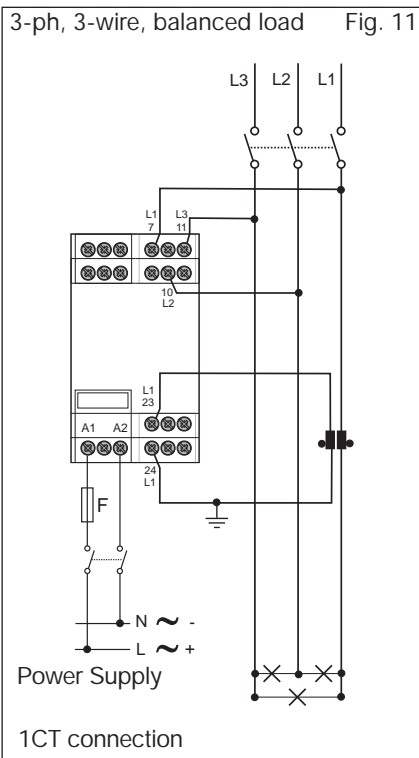 3-ph, 3-wire, balanced load Fig. 11
L3 L2 L1
L1 L3
7 11
10
L2
L1
23
A1 A2
24
L1
F
N ~ -
L ~ +
Power Supply
1CT connection